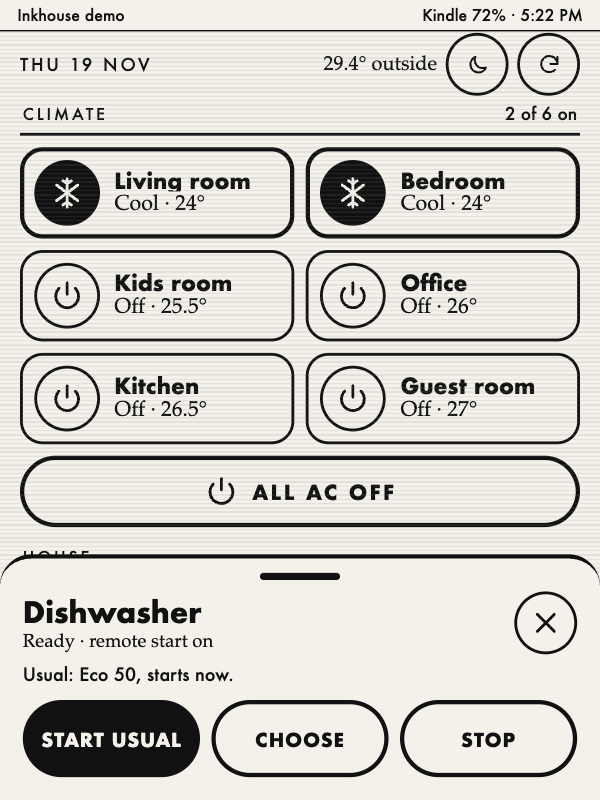 Inkhouse demo
Kindle 72% · 5:22 PM
THU 19 NOV
29.4° outside
CLIMATE
2 of 6 on
Living room
Cool · 24°
Bedroom
Cool · 24°
Kids room
Off · 25.5°
Office
Off · 26°
Kitchen
Off · 26.5°
Guest room
Off · 27°
ALL AC OFF
HOUSE
Dishwasher
Ready · remote start on
Usual: Eco 50, starts now.
START USUAL
CHOOSE
STOP